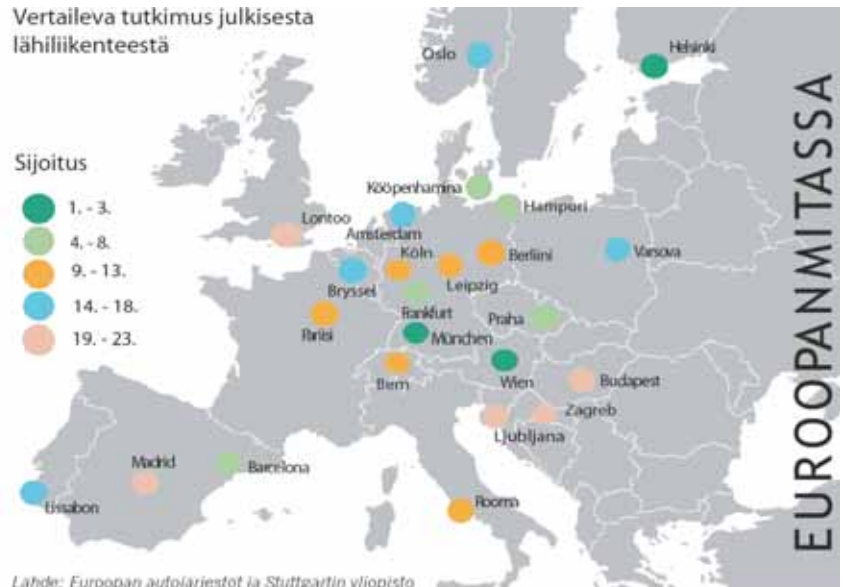 Vertaileva tutkimus julkisesta
lähiliikenteestä
Sijoitus
1. - 3.
4. - 8.
9. - 13.
14. - 18.
19. - 23.
Oslo
Helsinki
Kööpenhamina
Hampuri
Lontoo
Amsterdam
Köln
Berliini
Varsova
Bryssel
Leipzig
Frankfurt
Praha
Pariisi
München
Bern
Wien
Budapest
Zagreb
Ljubljana
Madrid
Barcelona
Lissabon
Rooma
EUROOPANMITASSA
Lähde: Euroopan autojärjestöt ja Stuttgartin yliopisto